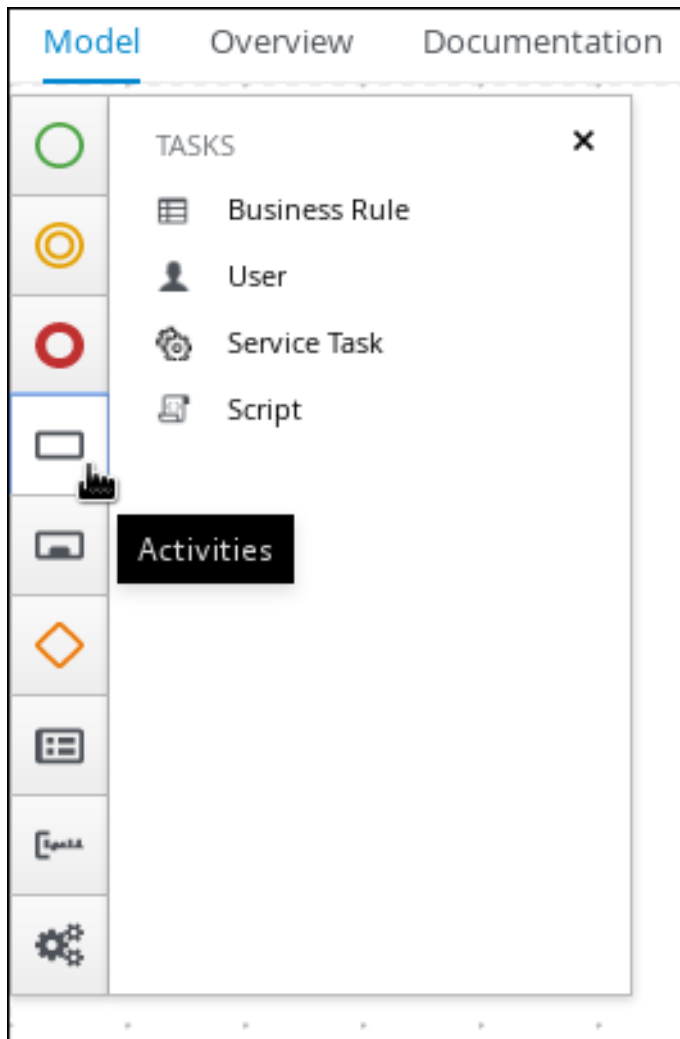 Model Overview Documentation
TASKS
Business Rule
User
Service Task
Script
Activities